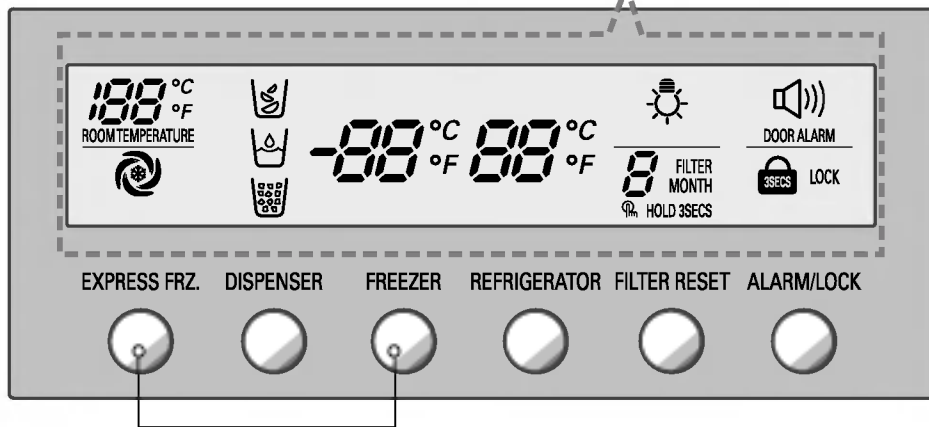 188 °C °F
ROOM TEMPERATURE
-88 °C °F
88 °C °F
8 FILTER MONTH
HOLD 3SECS
DOOR ALARM
3SECS LOCK
EXPRESS FRZ. DISPENSER FREEZER REFRIGERATOR FILTER RESET ALARM/LOCK